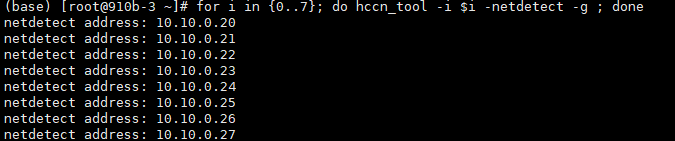 (base) [root@910b-3 ~]# for i in {0..7}; do hccn_tool -i $i -netdetect -g ; done
netdetect address: 10.10.0.20
netdetect address: 10.10.0.21
netdetect address: 10.10.0.22
netdetect address: 10.10.0.23
netdetect address: 10.10.0.24
netdetect address: 10.10.0.25
netdetect address: 10.10.0.26
netdetect address: 10.10.0.27